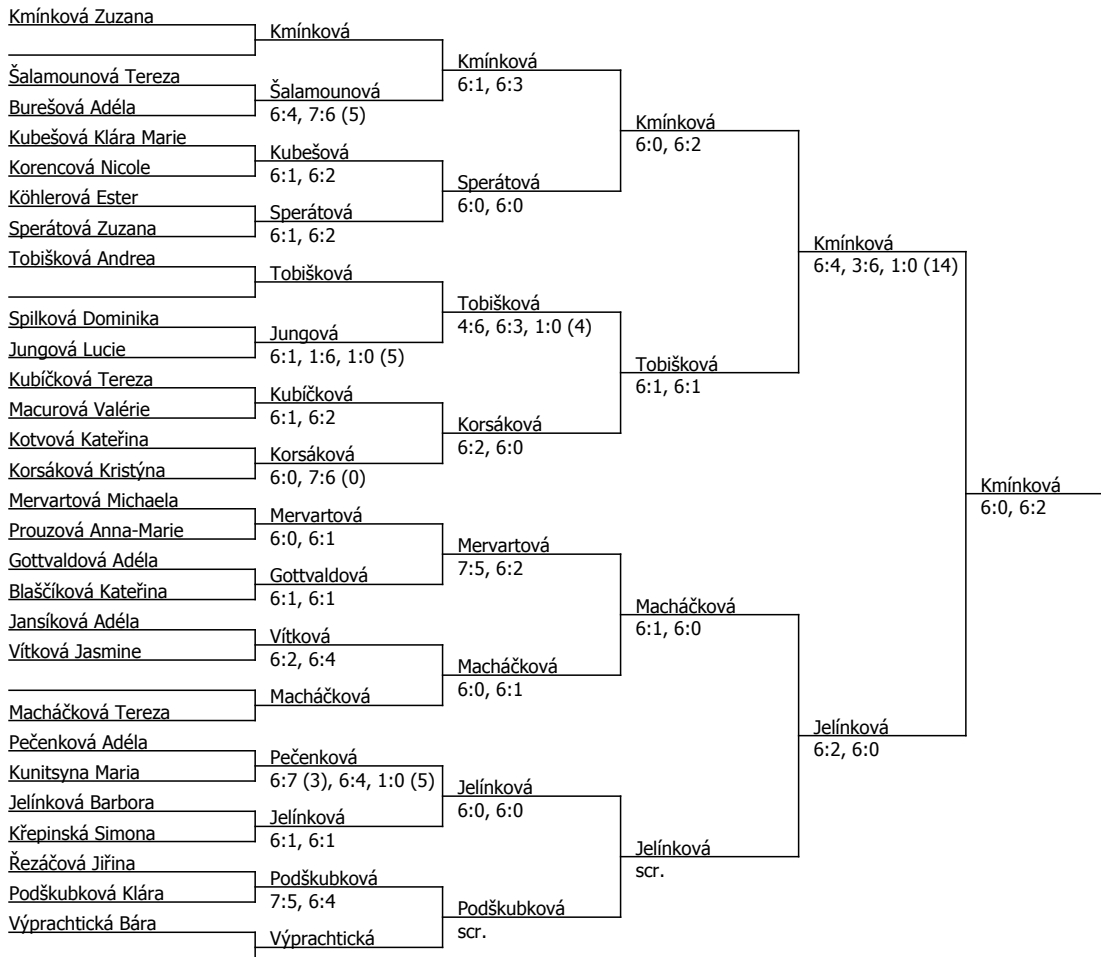 Kmínková Zuzana
Šalamounová Tereza
Burešová Adéla
Kubešová Klára Marie
Korencová Nicole
Köhlerová Ester
Sperátová Zuzana
Tobišková Andrea
Spilková Dominika
Jungová Lucie
Kubíčková Tereza
Macurová Valérie
Kotvová Kateřina
Korsáková Kristýna
Mervartová Michaela
Prouzová Anna-Marie
Gottvaldová Adéla
Blaščíková Kateřina
Jansíková Adéla
Vítková Jasmine
Macháčková Tereza
Pečenková Adéla
Kunitsyna Maria
Jelínková Barbora
Křepinská Simona
Řezáčová Jiřina
Podškubková Klára
Výprachtická Bára
Kmínková
Šalamounová
6:4, 7:6 (5)
Kubešová
6:1, 6:2
Sperátová
6:1, 6:2
Tobišková
Jungová
6:1, 1:6, 1:0 (5)
Kubíčková
6:1, 6:2
Korsáková
6:0, 7:6 (0)
Mervartová
6:0, 6:1
Gottvaldová
6:1, 6:1
Vítková
6:2, 6:4
Macháčková
Pečenková
6:7 (3), 6:4, 1:0 (5)
Jelínková
6:1, 6:1
Podškubková
7:5, 6:4
Výprachtická
Kmínková
6:1, 6:3
Sperátová
6:0, 6:0
Tobišková
4:6, 6:3, 1:0 (4)
Korsáková
6:2, 6:0
Mervartová
7:5, 6:2
Macháčková
6:0, 6:1
Jelínková
6:0, 6:0
Podškubková
scr.
Kmínková
6:0, 6:2
Tobišková
6:1, 6:1
Macháčková
6:1, 6:0
Jelínková
scr.
Kmínková
6:4, 3:6, 1:0 (14)
Jelínková
6:2, 6:0
Kmínková
6:0, 6:2